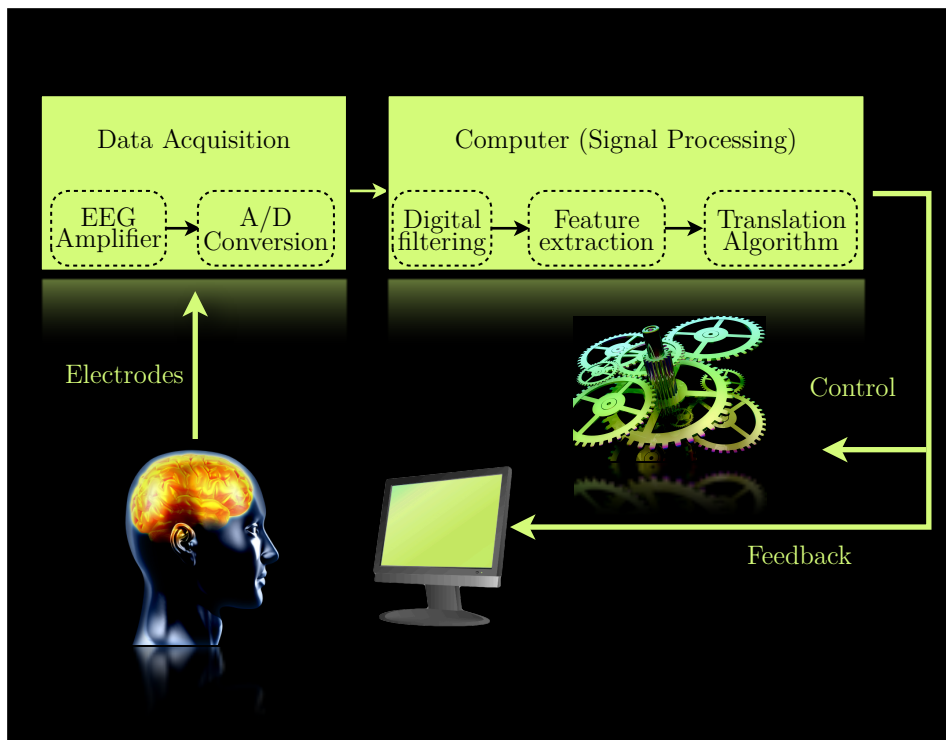 Data Acquisition
EEG
Amplifier
A/D
Conversion
Computer (Signal Processing)
Digital
filtering
Feature
extraction
Translation
Algorithm
Electrodes
Control
Feedback